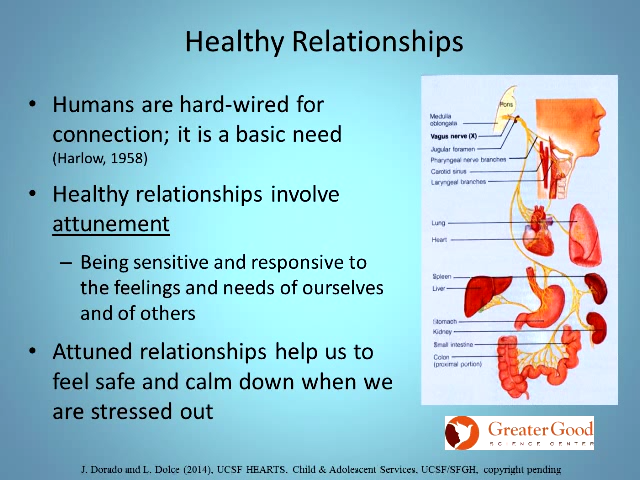 Healthy Relationships
• Humans are hard-wired for
connection; it is a basic need
(Harlow, 1958)
• Healthy relationships involve
attunement
– Being sensitive and responsive to
the feelings and needs of ourselves
and of others
• Attuned relationships help us to
feel safe and calm down when we
are stressed out
Pons
Medulla
oblongata
Vagus nerve (X)
Jugular foramen
Pharyngeal nerve branches
Carotid sinus
Laryngeal branches
Lung
Heart
Spleen
Liver
Stomach
Kidney
Small intestine
Colon
(proximal portion)
GreaterGood
SCIENCE CENTER
J. Dorado and L. Dolce (2014), UCSF HEARTS, Child & Adolescent Services, UCSF/SFGH, copyright pending